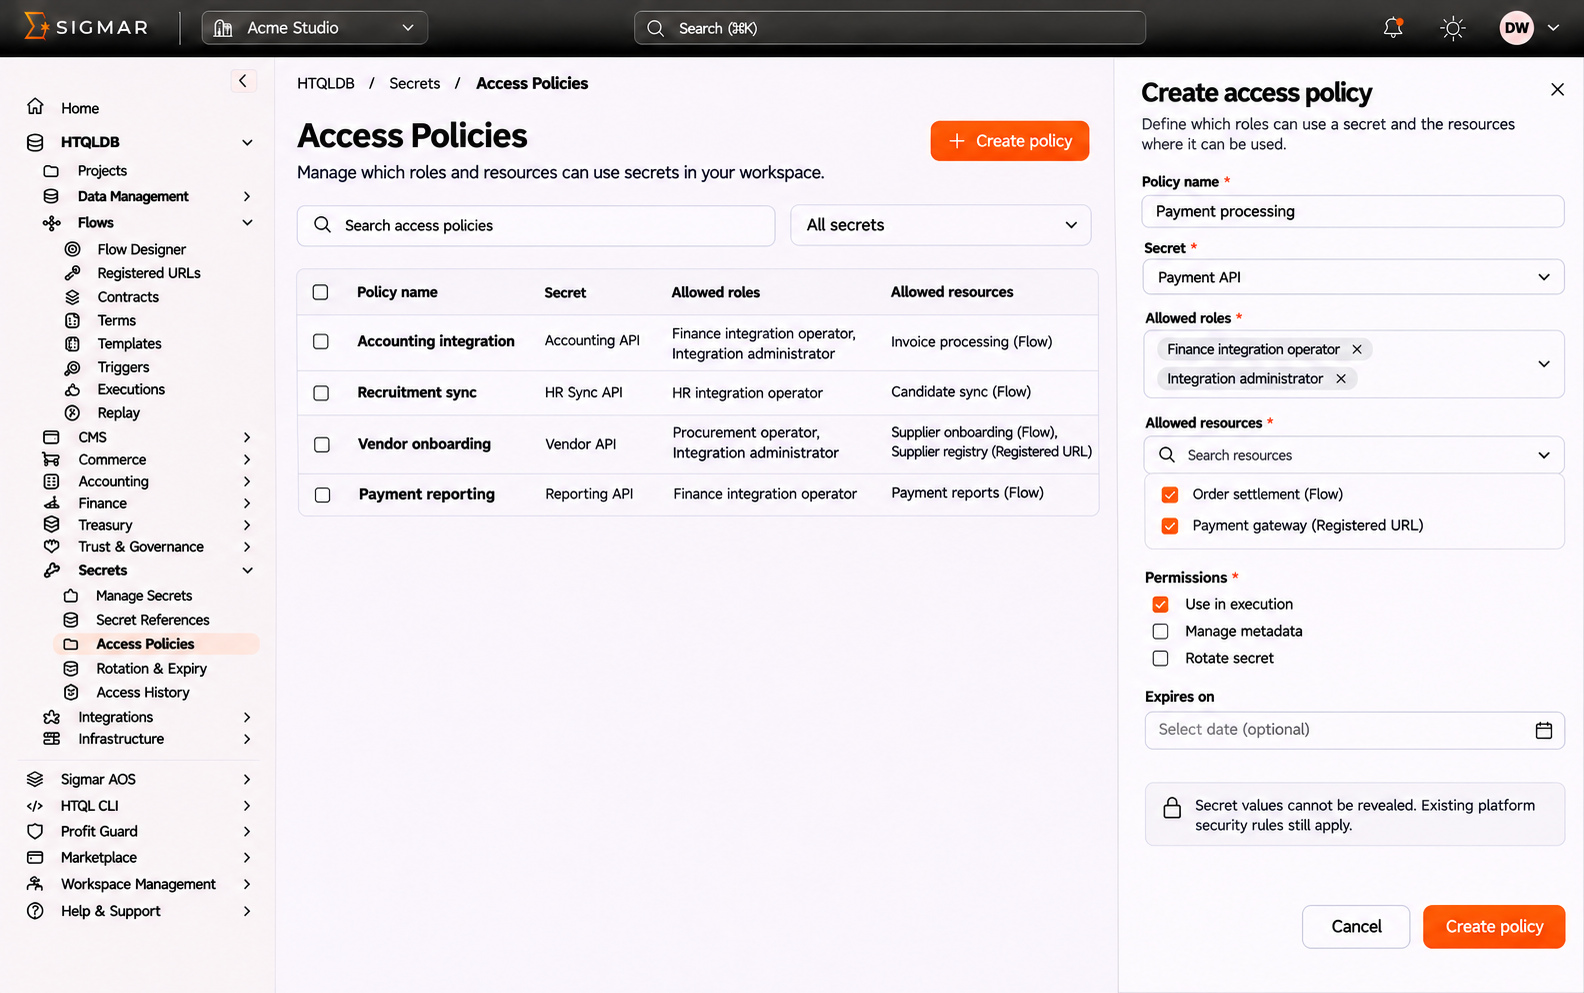 SIGMAR
Acme Studio
Search (⌘K)
DW
Home
HTQLDB
Projects
Data Management
Flows
Flow Designer
Registered URLs
Contracts
Terms
Templates
Triggers
Executions
Replay
CMS
Commerce
Accounting
Finance
Treasury
Trust & Governance
Secrets
Manage Secrets
Secret References
Access Policies
Rotation & Expiry
Access History
Integrations
Infrastructure
Sigmar AOS
HTQL CLI
Profit Guard
Marketplace
Workspace Management
Help & Support
HTQLDB / Secrets / Access Policies
Access Policies
Manage which roles and resources can use secrets in your workspace.
+ Create policy
Search access policies
All secrets
Policy name Secret Allowed roles Allowed resources
Accounting integration Accounting API Finance integration operator, Invoice processing (Flow)
Integration administrator
Recruitment sync HR Sync API HR integration operator Candidate sync (Flow)
Vendor onboarding Vendor API Procurement operator, Supplier onboarding (Flow),
Integration administrator Supplier registry (Registered URL)
Payment reporting Reporting API Finance integration operator Payment reports (Flow)
Create access policy
Define which roles can use a secret and the resources
where it can be used.
Policy name *
Payment processing
Secret *
Payment API
Allowed roles *
Finance integration operator ×
Integration administrator ×
Allowed resources *
Search resources
Order settlement (Flow)
Payment gateway (Registered URL)
Permissions *
Use in execution
Manage metadata
Rotate secret
Expires on
Select date (optional)
Secret values cannot be revealed. Existing platform
security rules still apply.
Cancel
Create policy